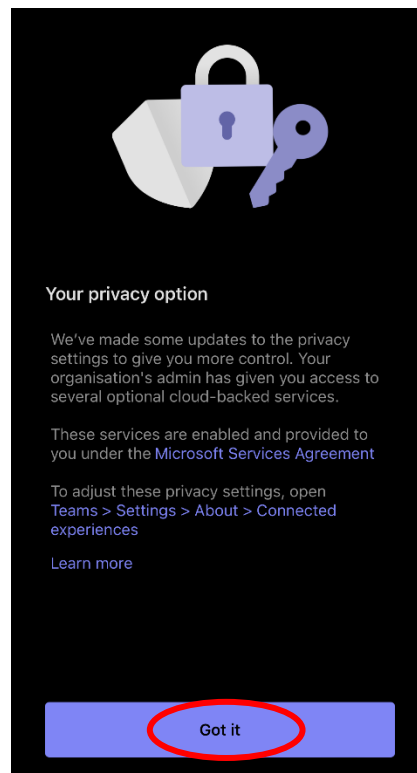 Your privacy option
We've made some updates to the privacy
settings to give you more control. Your
organisation's admin has given you access to
several optional cloud-backed services.
These services are enabled and provided to
you under the Microsoft Services Agreement
To adjust these privacy settings, open
Teams > Settings > About > Connected
experiences
Learn more
Got it